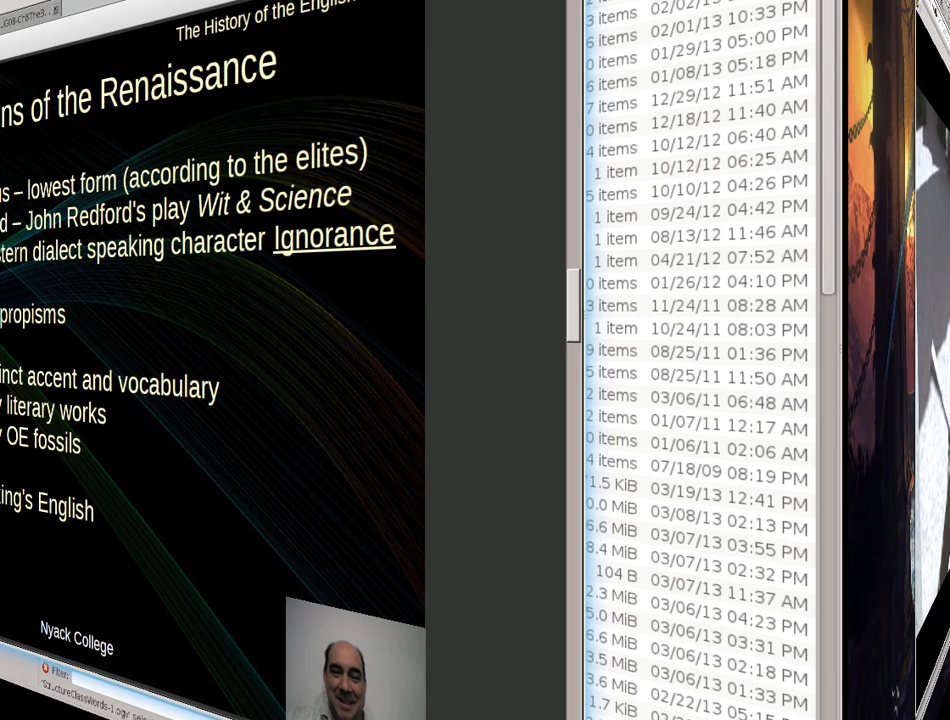 The History of the English
ns of the Renaissance
us – lowest form (according to the elites)
d – John Redford's play Wit & Science
stern dialect speaking character Ignorance
propisms
inct accent and vocabulary
literary works
OE fossils
king's English
Nyack College
Filter:
3 items
6 items 02/01/13 10:33 PM
0 items 01/29/13 05:00 PM
6 items 01/08/13 05:18 PM
7 items 12/29/12 11:51 AM
0 items 12/18/12 11:40 AM
4 items 10/12/12 06:40 AM
1 item 10/12/12 06:25 AM
5 items 10/10/12 04:26 PM
1 item 09/24/12 04:42 PM
1 item 08/13/12 11:46 AM
1 item 04/21/12 07:52 AM
0 items 01/26/12 04:10 PM
3 items 11/24/11 08:28 AM
1 item 10/24/11 08:03 PM
9 items 08/25/11 01:36 PM
5 items 08/25/11 11:50 AM
2 items 03/06/11 06:48 AM
2 items 01/07/11 12:17 AM
0 items 01/06/11 02:06 AM
4 items 07/18/09 08:19 PM
1.5 KiB 03/19/13 12:41 PM
0.0 MiB 03/08/13 02:13 PM
6.6 MiB 03/07/13 03:55 PM
8.4 MiB 03/07/13 02:32 PM
104 B 03/07/13 11:37 AM
2.3 MiB 03/06/13 04:23 PM
5.0 MiB 03/06/13 03:31 PM
6.6 MiB 03/06/13 02:18 PM
3.5 MiB 03/06/13 01:33 PM
3.6 MiB 02/22/13
1.7 KiB